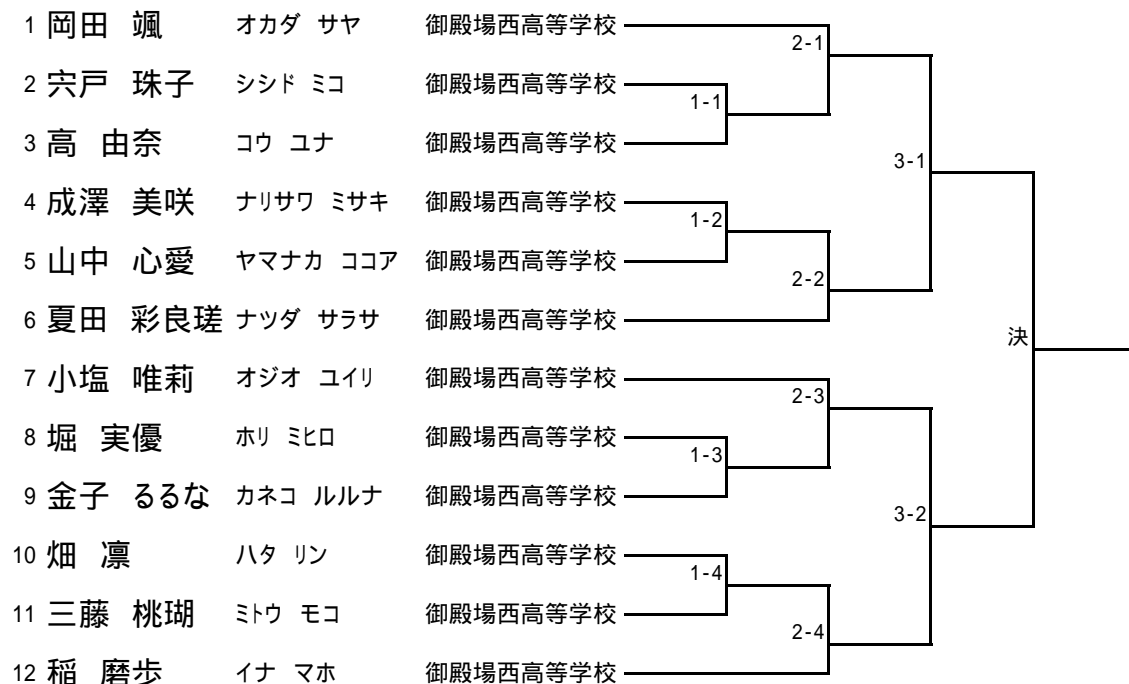 1 岡田 颯 オカダ サヤ 御殿場西高等学校
2-1
2 宍戸 珠子 シシド ミコ 御殿場西高等学校
1-1
3 高 由奈 コウ ユナ 御殿場西高等学校
3-1
4 成澤 美咲 ナリサワ ミサキ 御殿場西高等学校
1-2
5 山中 心愛 ヤマナカ ココア 御殿場西高等学校
2-2
6 夏田 彩良瑳 ナツダ サラサ 御殿場西高等学校
決
7 小塩 唯莉 オジオ ユイリ 御殿場西高等学校
2-3
8 堀 実優 ホリ ミヒロ 御殿場西高等学校
1-3
9 金子 るるな カネコ ルルナ 御殿場西高等学校
3-2
10 畑 凛 ハタ リン 御殿場西高等学校
1-4
11 三藤 桃瑚 ミトウ モコ 御殿場西高等学校
2-4
12 稲 磨歩 イナ マホ 御殿場西高等学校